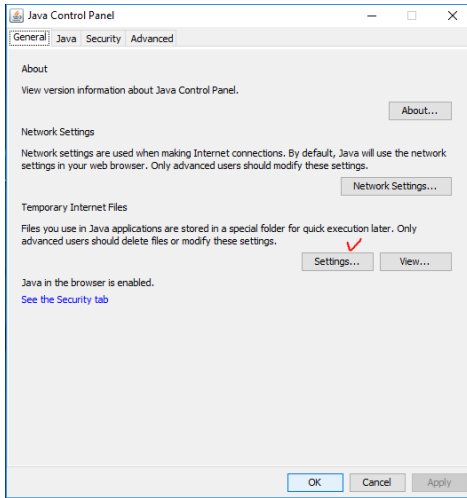 Java Control Panel
General Java Security Advanced
About
View version information about Java Control Panel.
About...
Network Settings
Network settings are used when making Internet connections. By default, Java will use the network
settings in your web browser. Only advanced users should modify these settings.
Network Settings...
Temporary Internet Files
Files you use in Java applications are stored in a special folder for quick execution later. Only
advanced users should delete files or modify these settings.
Settings... View...
Java in the browser is enabled.
See the Security tab
OK Cancel Apply